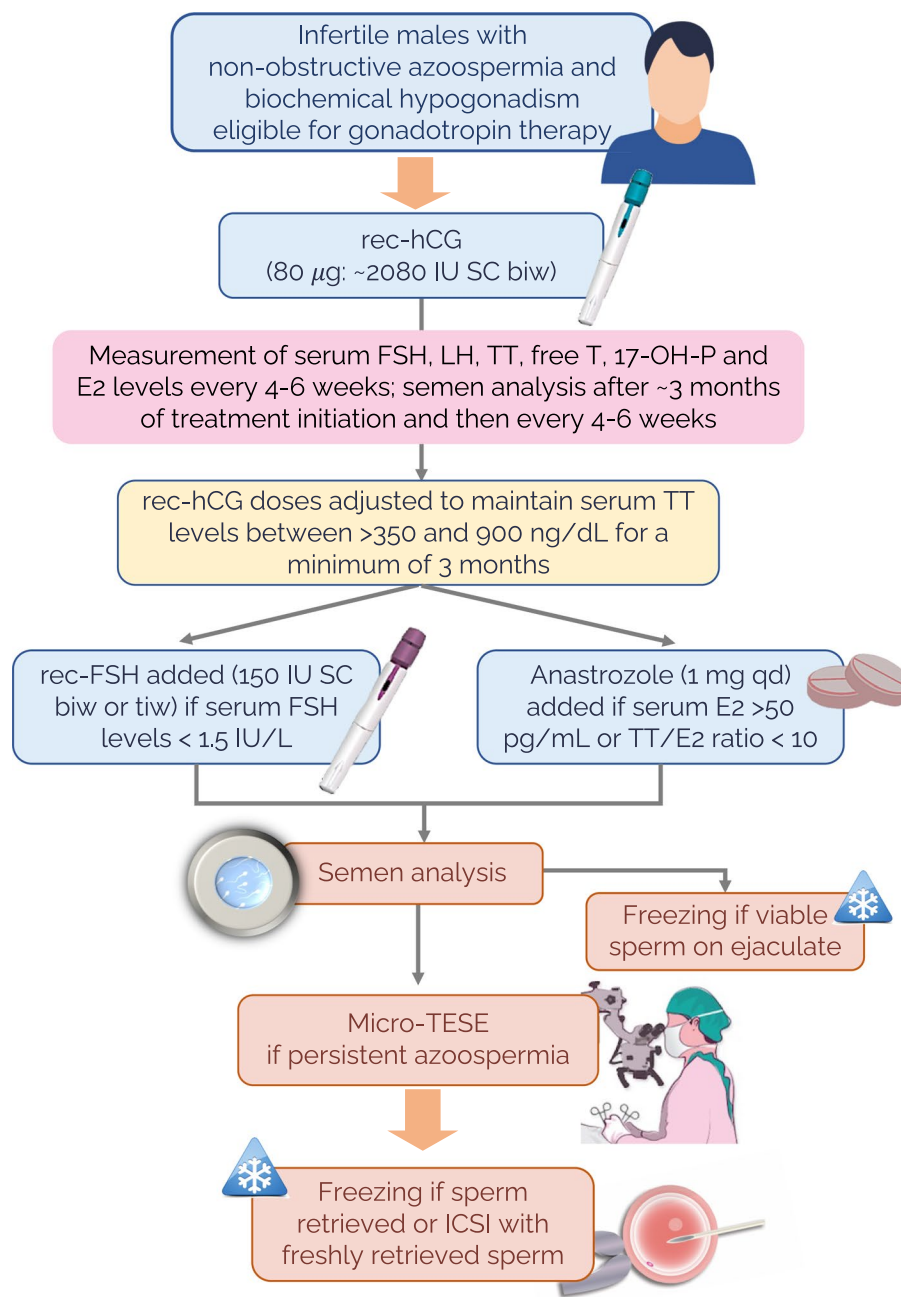 Infertile males with
non-obstructive azoospermia and
biochemical hypogonadism
eligible for gonadotropin therapy
rec-hCG
(80 μg: ~2080 IU SC biw)
Measurement of serum FSH, LH, TT, free T, 17-OH-P and
E2 levels every 4-6 weeks; semen analysis after ~3 months
of treatment initiation and then every 4-6 weeks
rec-hCG doses adjusted to maintain serum TT
levels between >350 and 900 ng/dL for a
minimum of 3 months
rec-FSH added (150 IU SC
biw or tiw) if serum FSH
levels < 1.5 IU/L
Anastrozole (1 mg qd)
added if serum E2 >50
pg/mL or TT/E2 ratio < 10
Semen analysis
Freezing if viable
sperm on ejaculate
Micro-TESE
if persistent azoospermia
Freezing if sperm
retrieved or ICSI with
freshly retrieved sperm